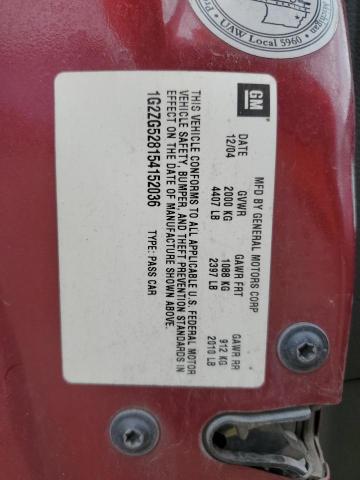 Michigan
UAW Local 5960
GM
MFD BY GENERAL MOTORS CORP
DATE GVWR GAWR FRT GAWR RR
12/04 2000 KG 1088 KG 912 KG
4407 LB 2397 LB 2010 LB
THIS VEHICLE CONFORMS TO ALL APPLICABLE U.S. FEDERAL MOTOR
VEHICLE SAFETY, BUMPER, AND THEFT PREVENTION STANDARDS IN
EFFECT ON THE DATE OF MANUFACTURE SHOWN ABOVE.
1G2ZG528154152036 TYPE: PASS CAR